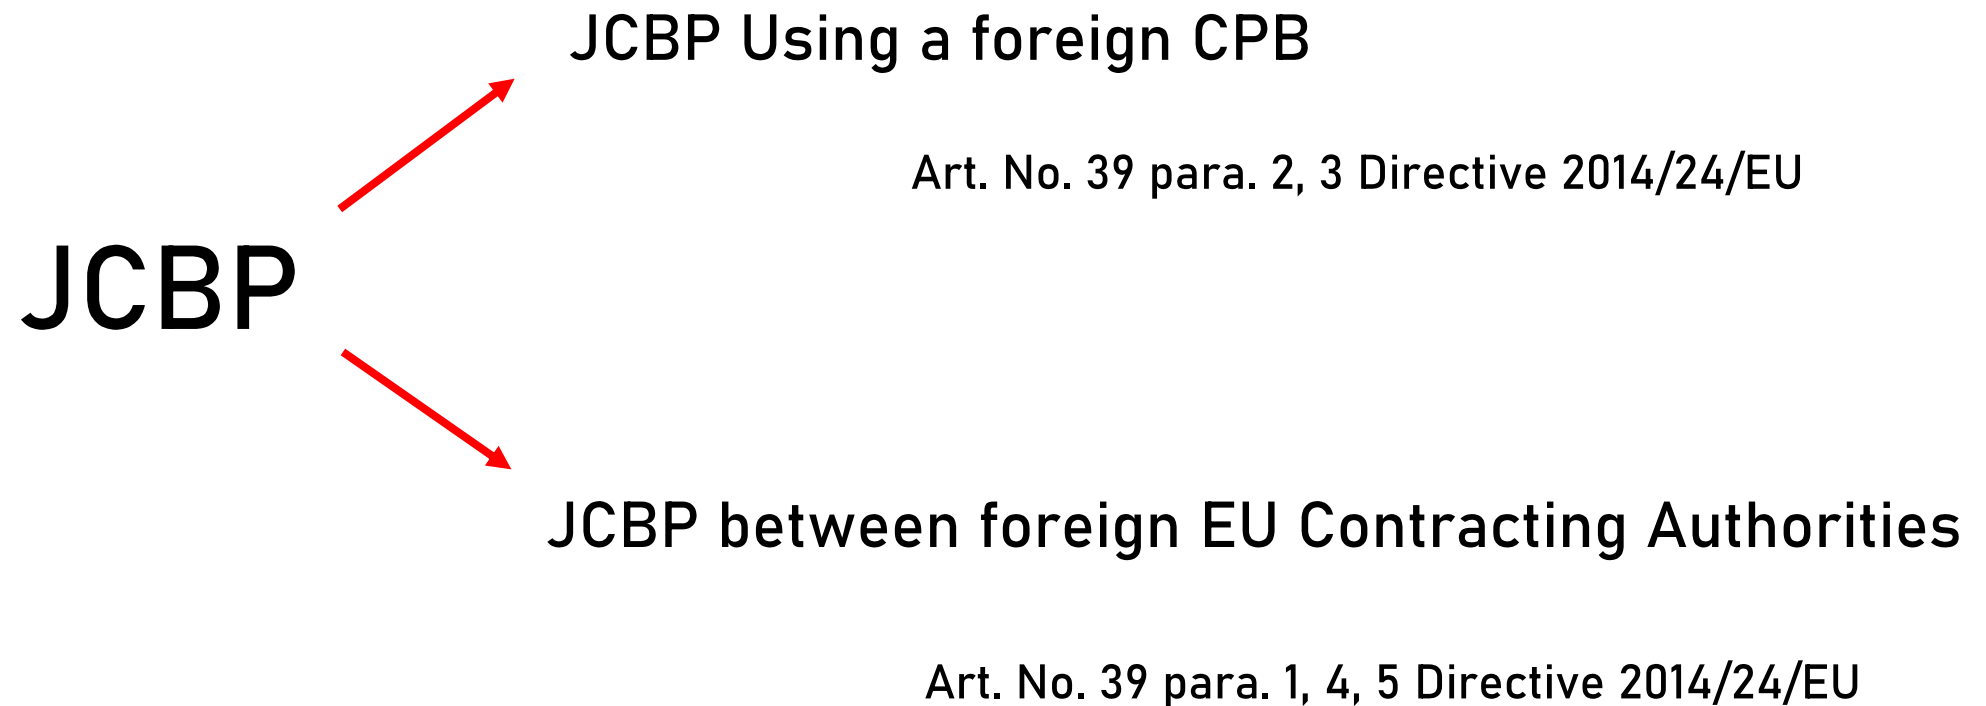 JCBP Using a foreign CPB
Art. No. 39 para. 2, 3 Directive 2014/24/EU
JCBP
JCBP between foreign EU Contracting Authorities
Art. No. 39 para. 1, 4, 5 Directive 2014/24/EU